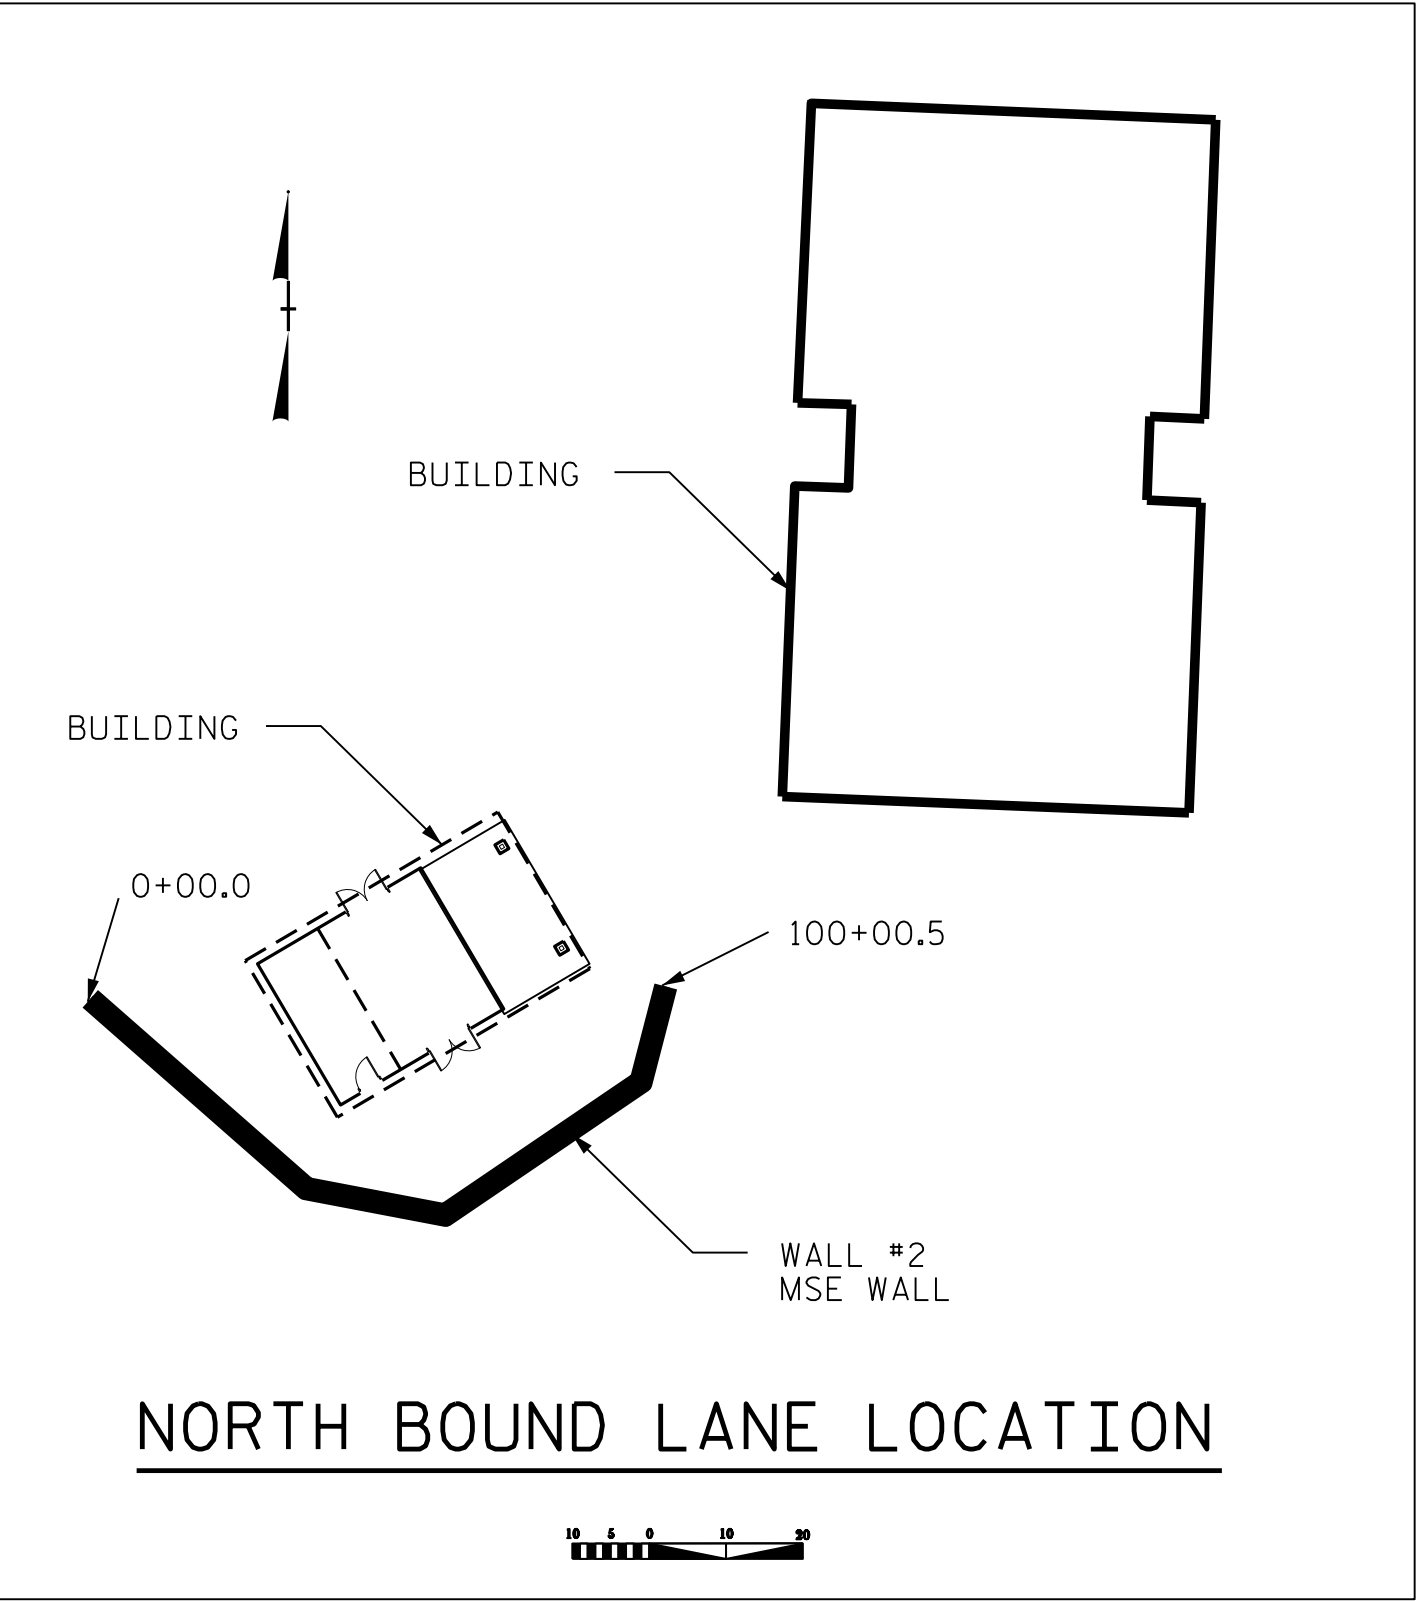 BUILDING
BUILDING
0+00.0
100+00.5
WALL #2
MSE WALL
NORTH BOUND LANE LOCATION
10 5 0 10 20